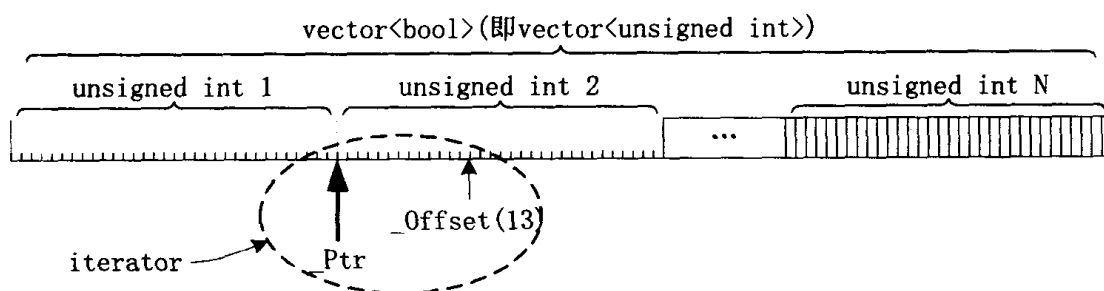 vector<bool>(即vector<unsigned int>)
unsigned int 1
unsigned int 2
unsigned int N
...
_Offset(13)
iterator
_Ptr